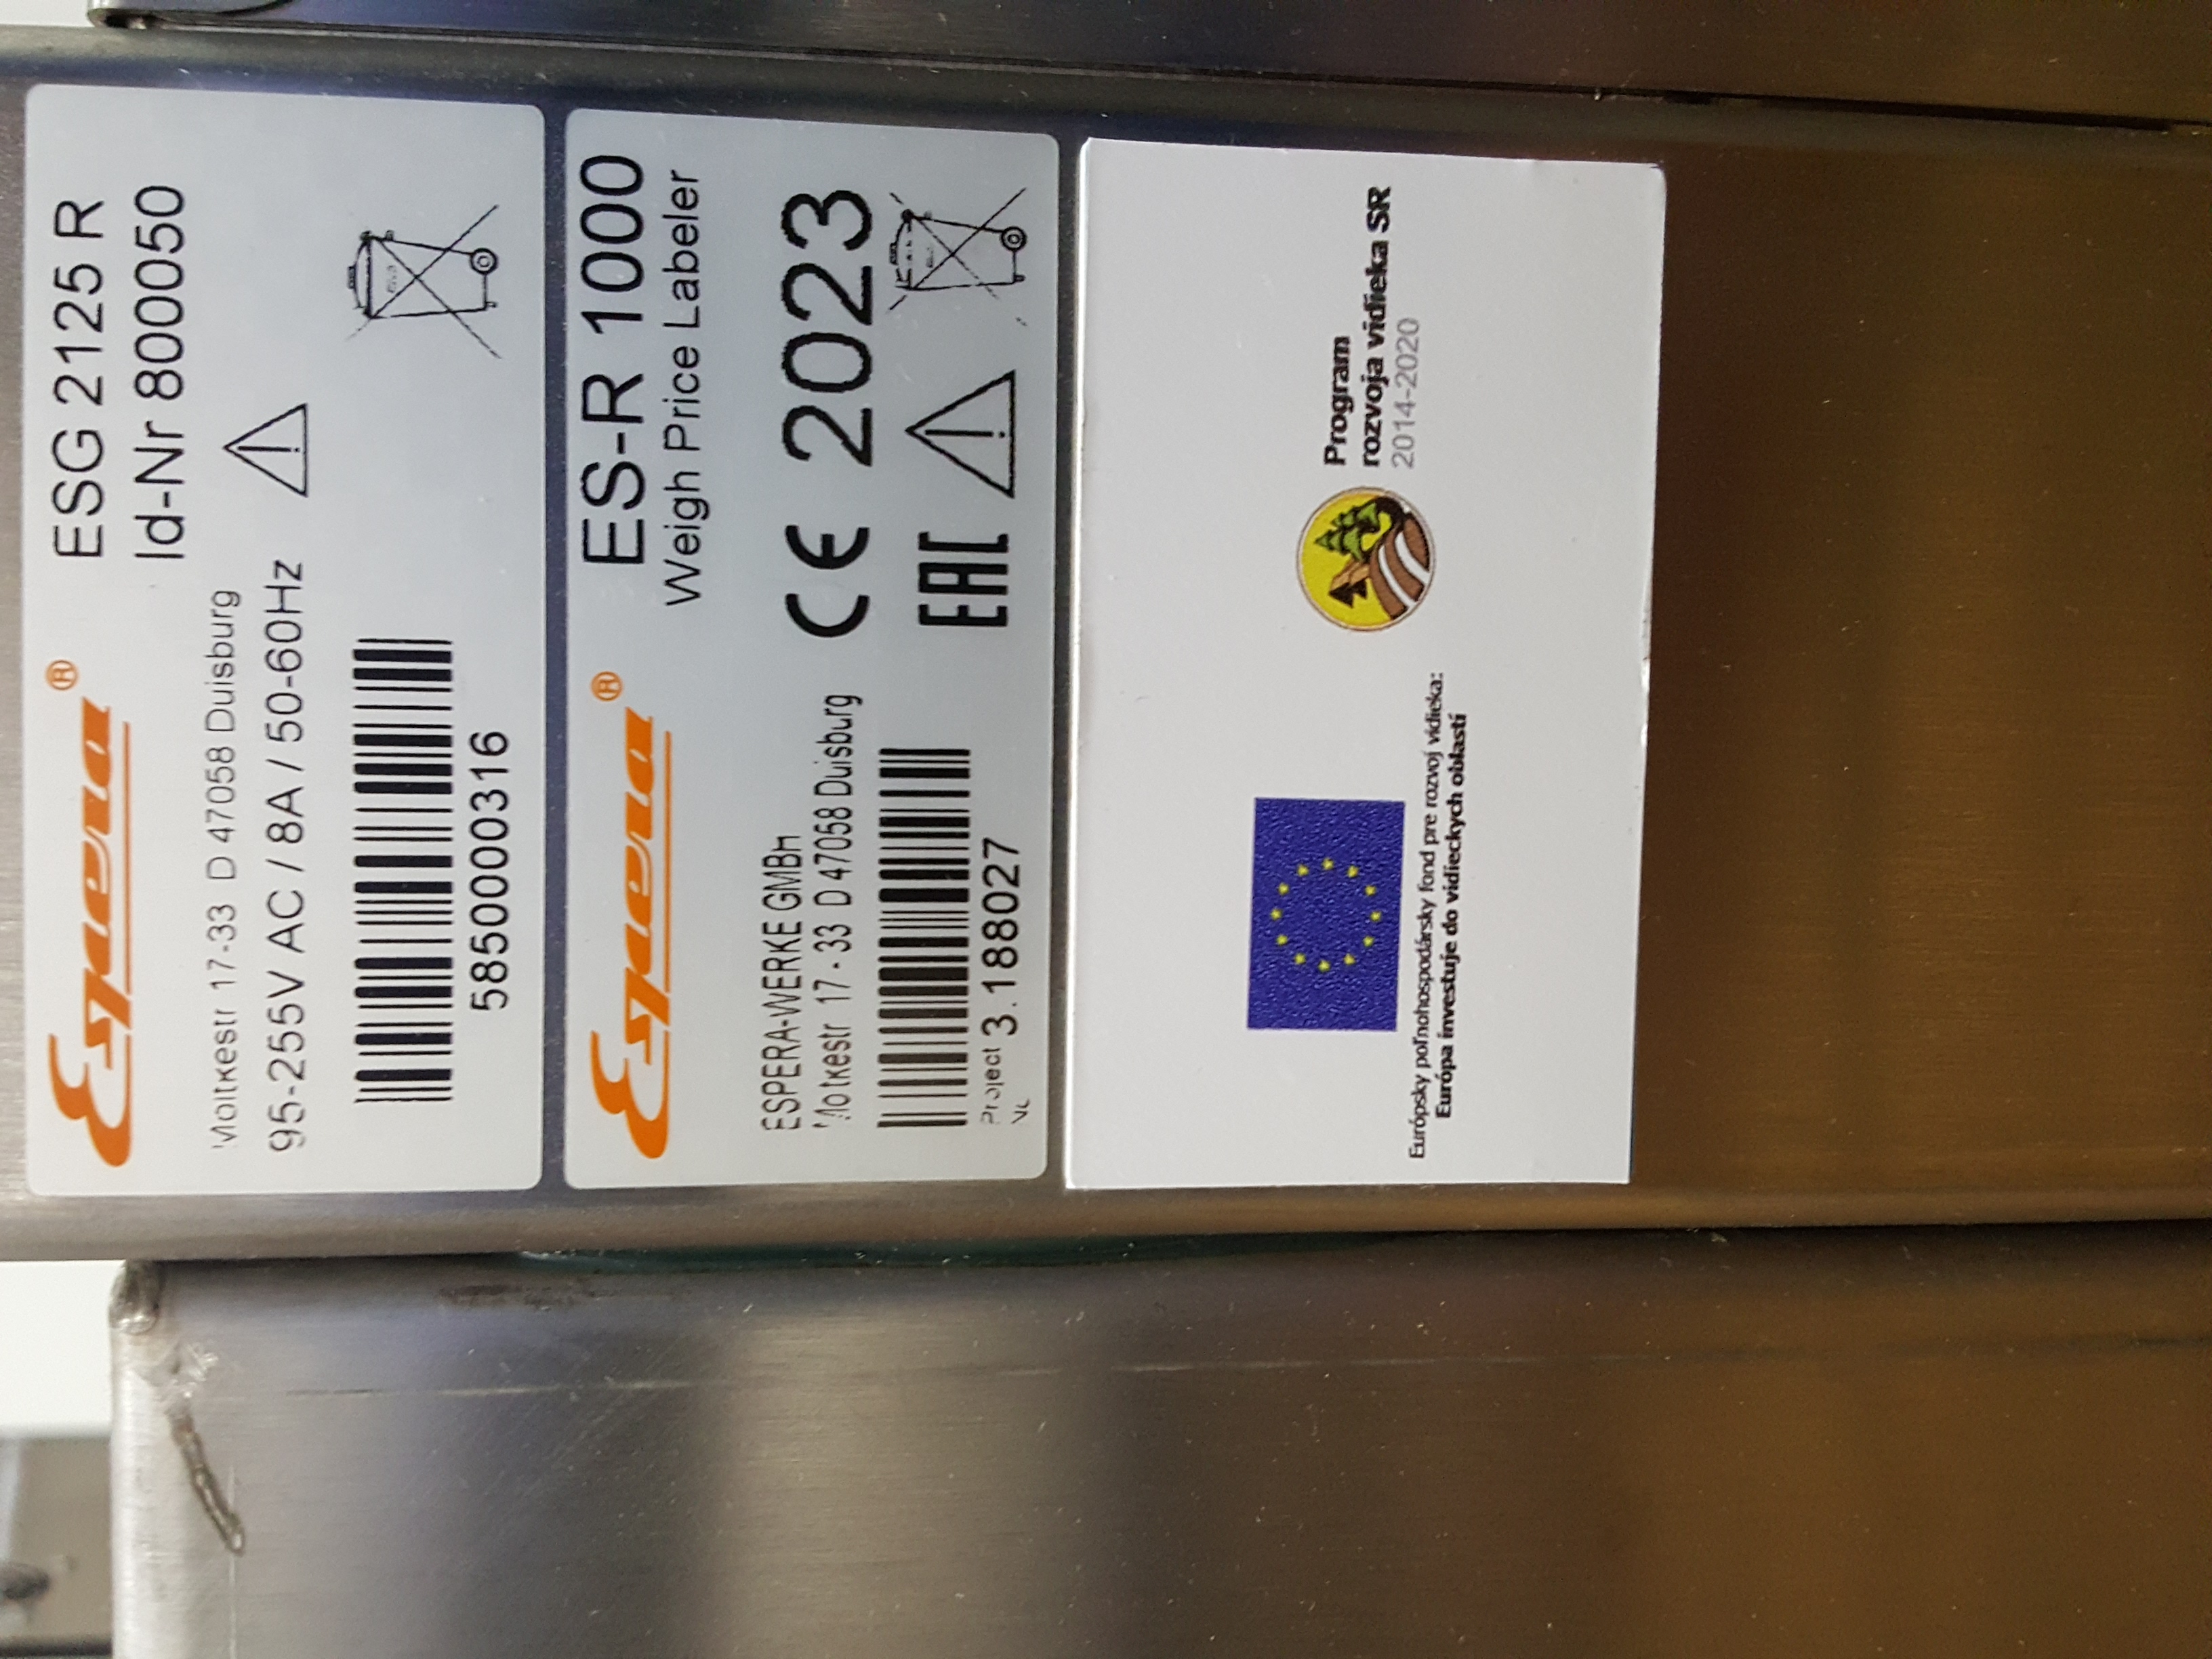 Espera®
ESG 2125 R
Id-Nr 800050
Moltkestr 17-33 D 47058 Duisburg
95-255V AC / 8A / 50-60Hz
5850000316
Espera®
ES-R 1000
Weigh Price Labeler
ESPERA-WERKE GMBH
Moltkestr 17-33 D 47058 Duisburg
CE 2023
EAC
Project 3.188027
Európsky poľnohospodársky fond pre rozvoj vidieka:
Európa investuje do vidieckych oblastí
Program
rozvoja vidieka SR
2014-2020